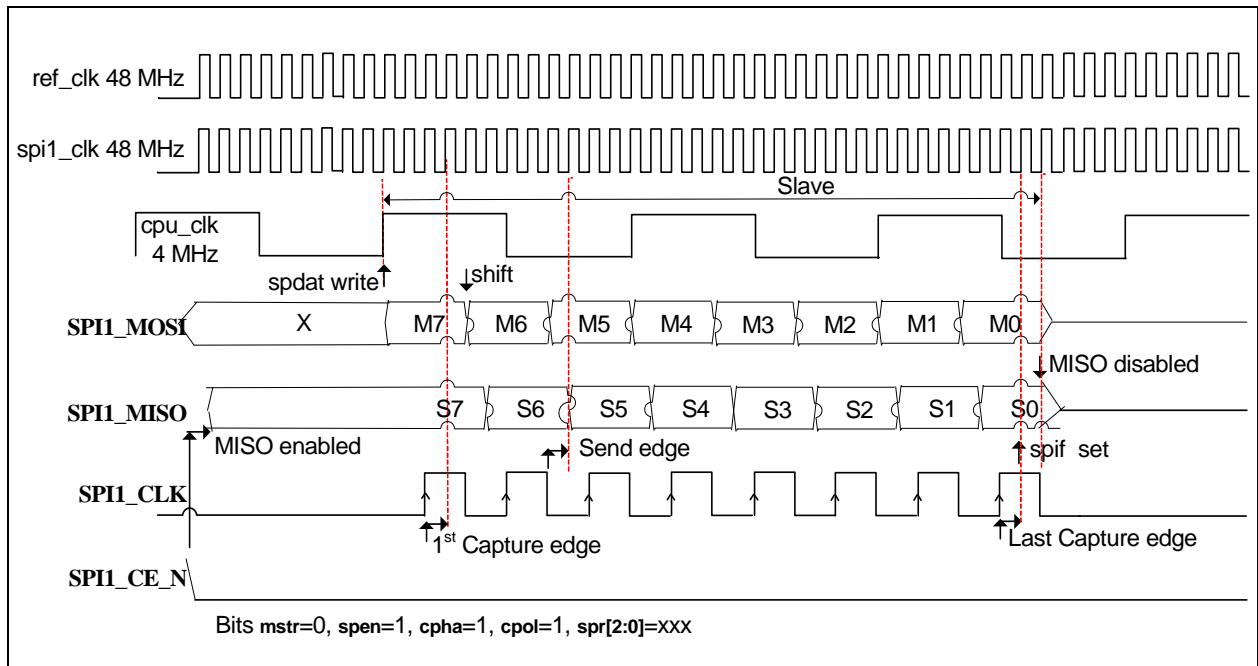 ref_clk 48 MHz
spi1_clk 48 MHz
Slave
cpu_clk
4 MHz
spdat write
shift
SPI1_MOSI
X M7 M6 M5 M4 M3 M2 M1 M0
MISO disabled
SPI1_MISO
S7 S6 S5 S4 S3 S2 S1 S0
MISO enabled
Send edge
spif set
SPI1_CLK
1st Capture edge
Last Capture edge
SPI1_CE_N
Bits mstr=0, spen=1, cpha=1, cpol=1, spr[2:0]=xxx